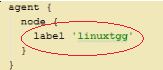 agent {
node {
label 'linuxtgg'
}
}